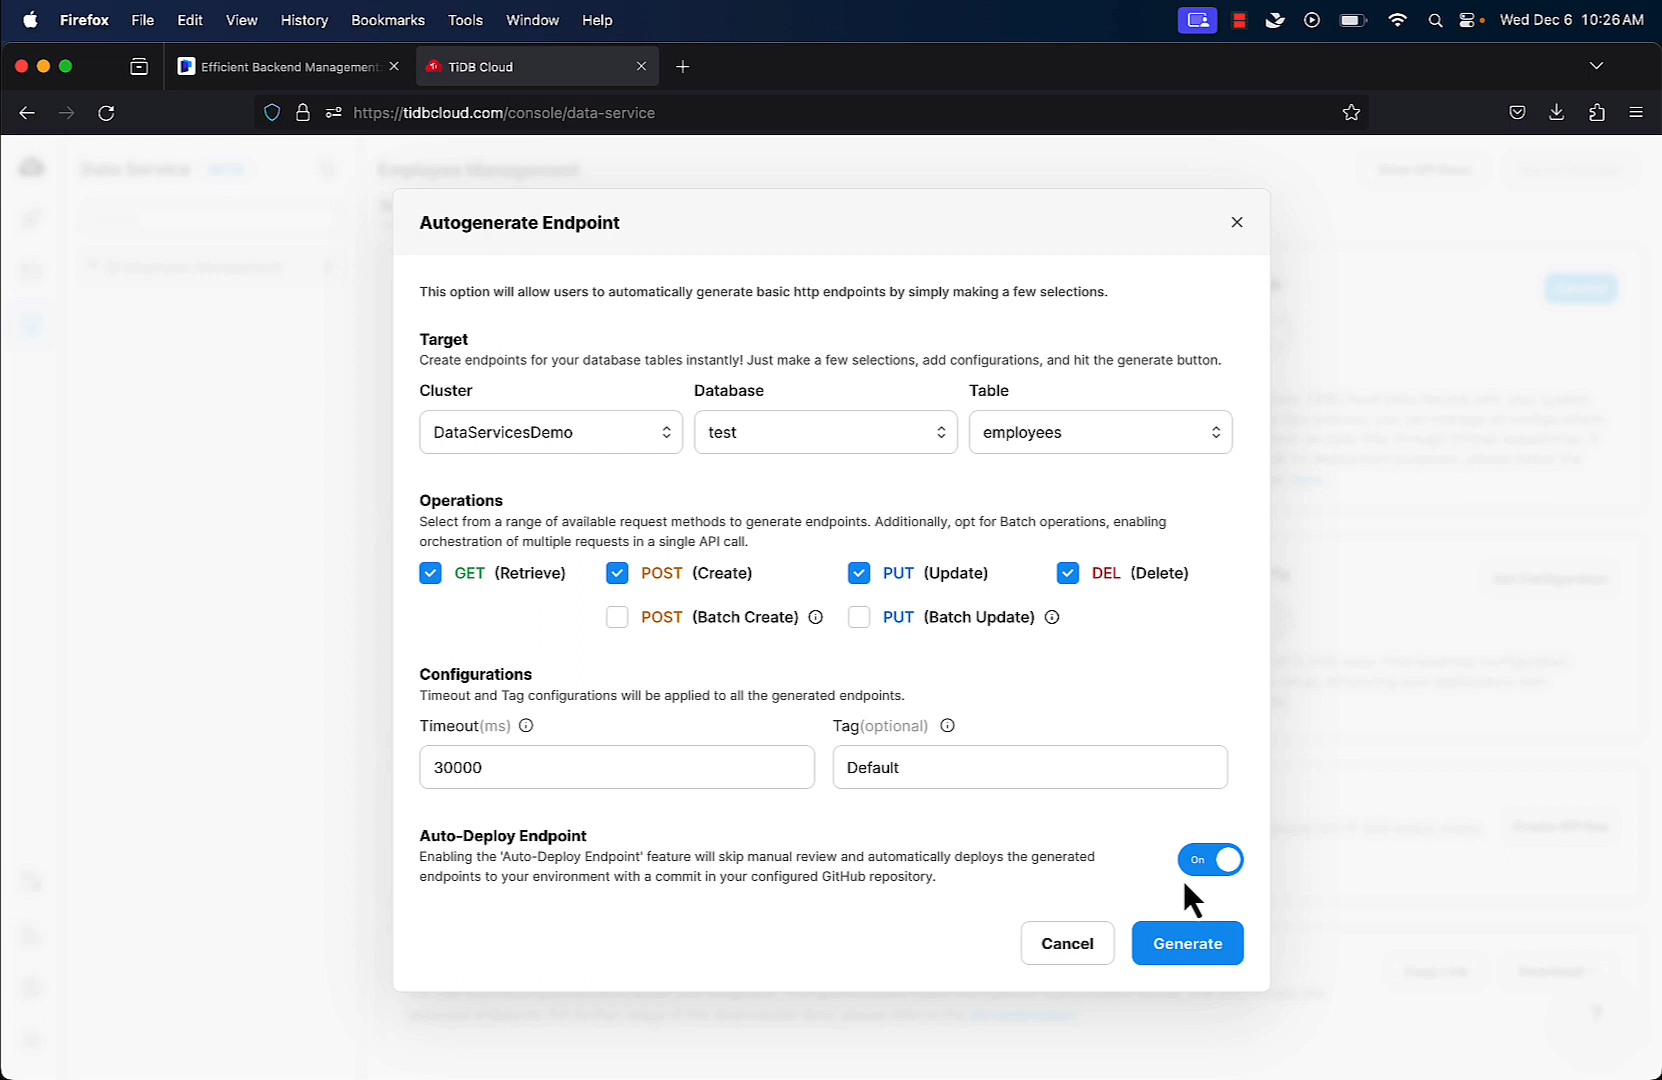 Firefox File Edit View History Bookmarks Tools Window Help Wed Dec 6 10:26 AM
Efficient Backend Management TiDB Cloud
https://tidbcloud.com/console/data-service
Data Service BETA Employee Management
Autogenerate Endpoint
This option will allow users to automatically generate basic http endpoints by simply making a few selections.
Target
Create endpoints for your database tables instantly! Just make a few selections, add configurations, and hit the generate button.
Cluster Database Table
DataServicesDemo test employees
Operations
Select from a range of available request methods to generate endpoints. Additionally, opt for Batch operations, enabling
orchestration of multiple requests in a single API call.
GET (Retrieve) POST (Create) PUT (Update) DEL (Delete)
POST (Batch Create) PUT (Batch Update)
Configurations
Timeout and Tag configurations will be applied to all the generated endpoints.
Timeout(ms) Tag(optional)
30000 Default
Auto-Deploy Endpoint
Enabling the 'Auto-Deploy Endpoint' feature will skip manual review and automatically deploys the generated
endpoints to your environment with a commit in your configured GitHub repository.
On
Cancel Generate